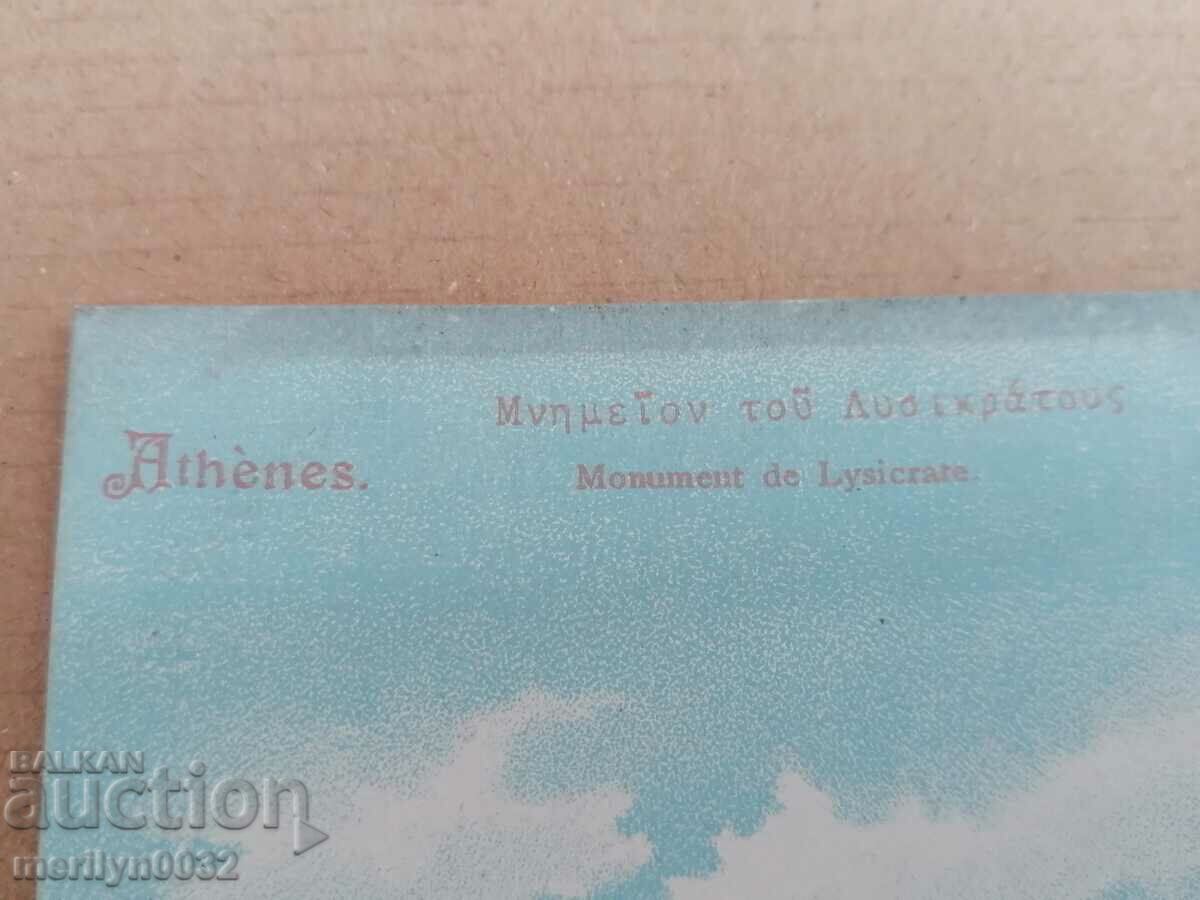 Μνημεῖον τοῦ Λυσικράτους
Athènes.
Monument de Lysicrate.
BALKAN
auction
merilyn0032